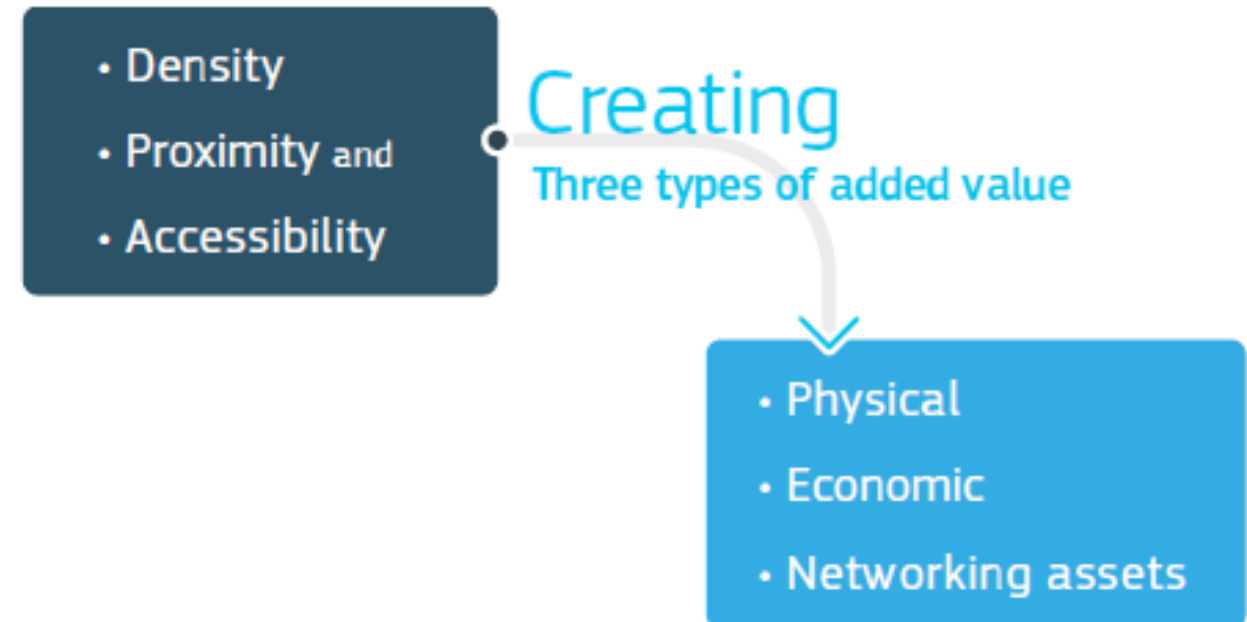 • Density
• Proximity and
• Accessibility
Creating
Three types of added value
• Physical
• Economic
• Networking assets